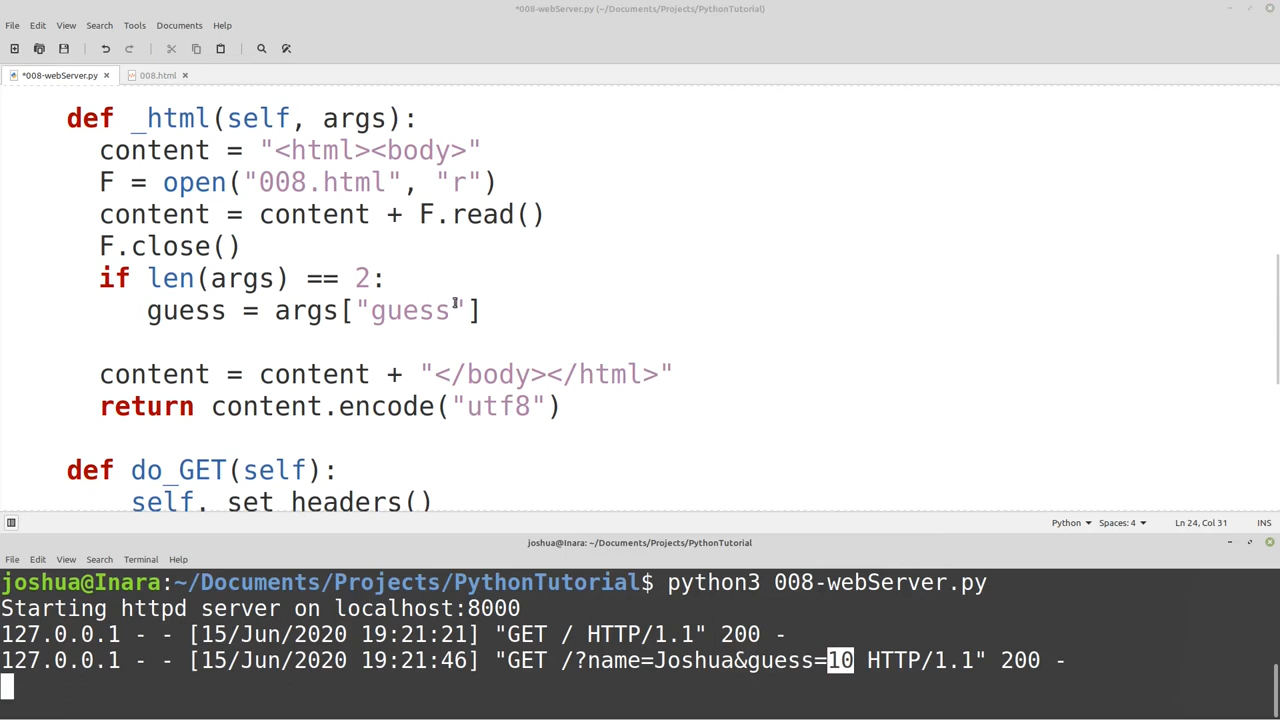 *008-webServer.py (~/Documents/Projects/PythonTutorial)
File Edit View Search Tools Documents Help
*008-webServer.py × 008.html ×
def _html(self, args):
content = "<html><body>"
F = open("008.html", "r")
content = content + F.read()
F.close()
if len(args) == 2:
guess = args["guess"]
content = content + "</body></html>"
return content.encode("utf8")
def do_GET(self):
self._set_headers()
Python Spaces: 4 Ln 24, Col 31 INS
joshua@Inara: ~/Documents/Projects/PythonTutorial
File Edit View Search Terminal Help
joshua@Inara:~/Documents/Projects/PythonTutorial$ python3 008-webServer.py
Starting httpd server on localhost:8000
127.0.0.1 - - [15/Jun/2020 19:21:21] "GET / HTTP/1.1" 200 -
127.0.0.1 - - [15/Jun/2020 19:21:46] "GET /?name=Joshua&guess=10 HTTP/1.1" 200 -